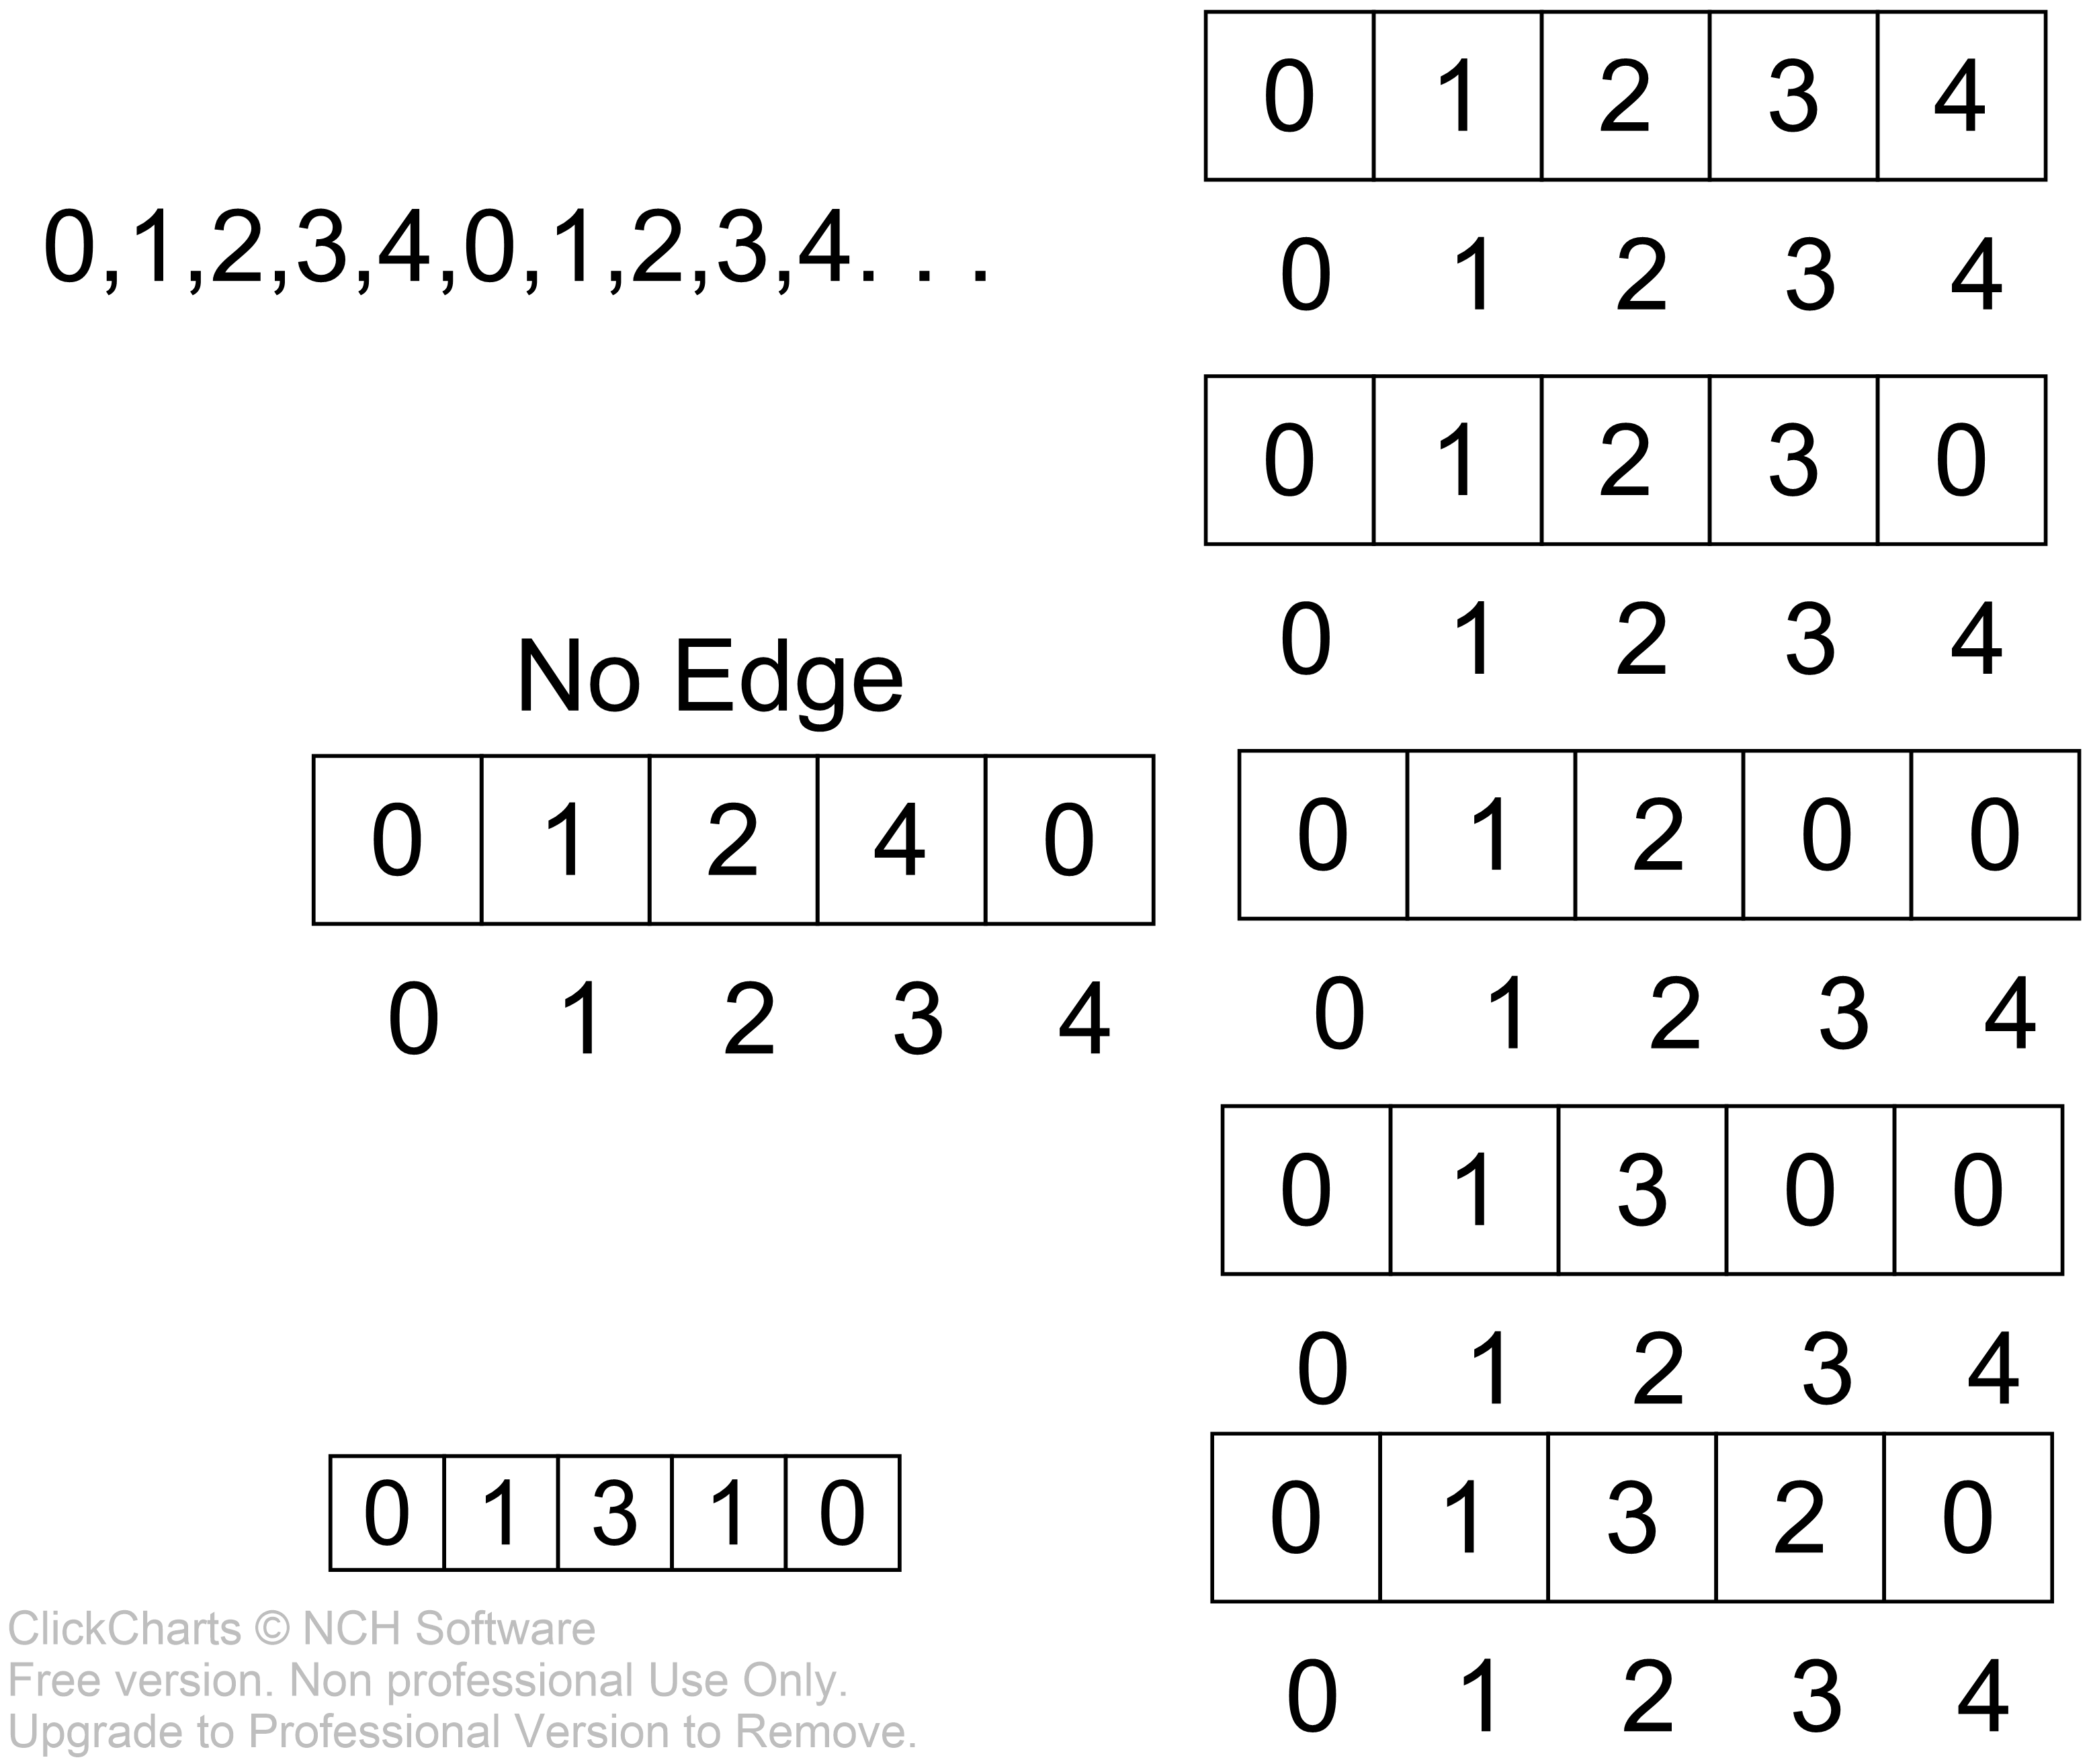 0 1 2 3 4
0,1,2,3,4,0,1,2,3,4. . .
0 1 2 3 4
0 1 2 3 0
0 1 2 3 4
No Edge
0 1 2 4 0
0 1 2 3 4
0 1 2 0 0
0 1 2 3 4
0 1 3 0 0
0 1 2 3 4
0 1 3 1 0
0 1 3 2 0
0 1 2 3 4
ClickCharts © NCH Software
Free version. Non professional Use Only.
Upgrade to Professional Version to Remove.